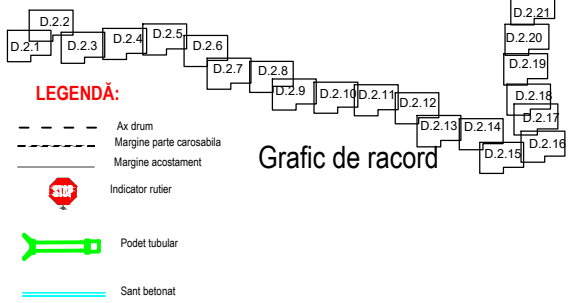 D.2.1
D.2.2
D.2.3
D.2.4
D.2.5
D.2.6
D.2.7
D.2.8
D.2.9
D.2.10
D.2.11
D.2.12
D.2.13
D.2.14
D.2.15
D.2.16
D.2.17
D.2.18
D.2.19
D.2.20
D.2.21
Grafic de racord
LEGENDĂ:
Ax drum
Margine parte carosabila
Margine acostament
STOP
Indicator rutier
Podet tubular
Sant betonat